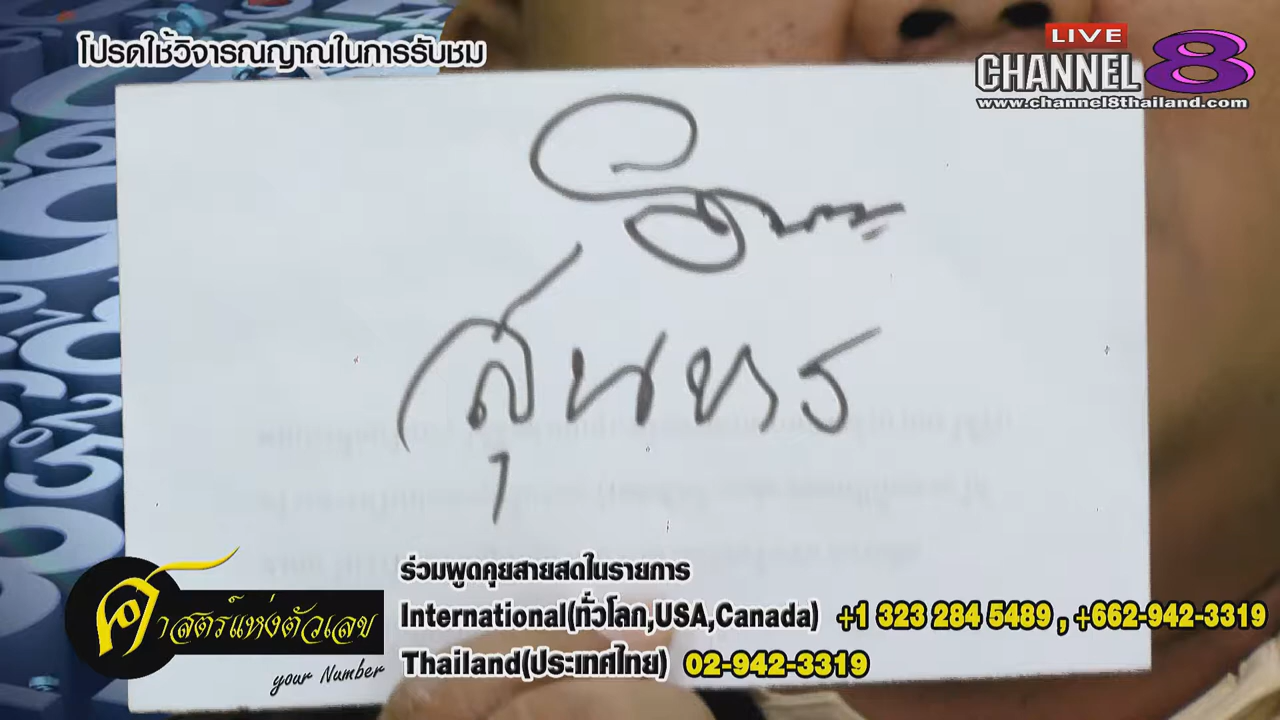 โปรดใช้วิจารณญาณในการรับชม
LIVE
CHANNEL 8
www.channel8thailand.com
สุนทร
ศาสตร์แห่งตัวเลข
your Number
ร่วมพูดคุยสายสดในรายการ
International(ทั่วโลก,USA,Canada) +1 323 284 5489 , +662-942-3319
Thailand(ประเทศไทย) 02-942-3319